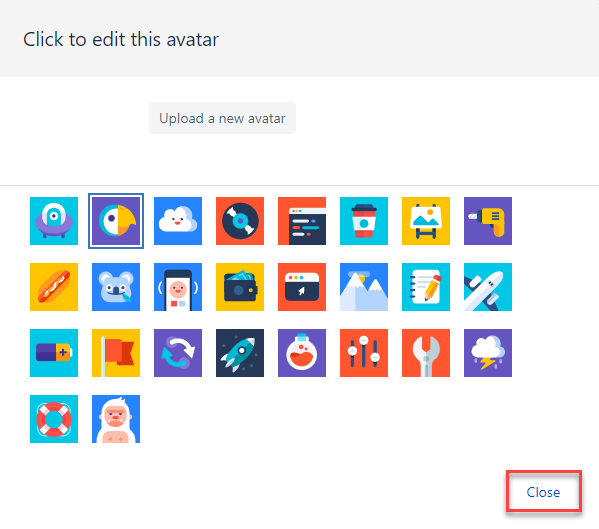 Click to edit this avatar
Upload a new avatar
Close